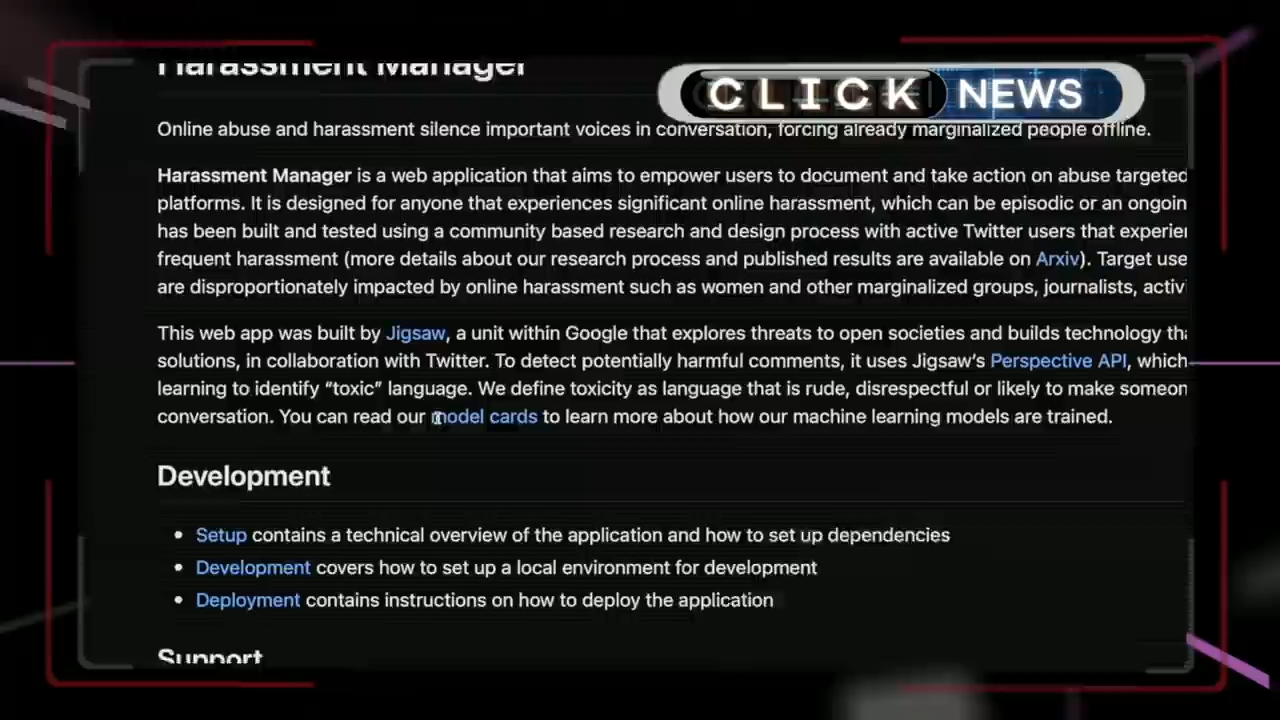 Harassment Manager
CLICK NEWS
Online abuse and harassment silence important voices in conversation, forcing already marginalized people offline.
Harassment Manager is a web application that aims to empower users to document and take action on abuse targeted
platforms. It is designed for anyone that experiences significant online harassment, which can be episodic or an ongoin
has been built and tested using a community based research and design process with active Twitter users that experien
frequent harassment (more details about our research process and published results are available on Arxiv). Target use
are disproportionately impacted by online harassment such as women and other marginalized groups, journalists, activi
This web app was built by Jigsaw, a unit within Google that explores threats to open societies and builds technology tha
solutions, in collaboration with Twitter. To detect potentially harmful comments, it uses Jigsaw's Perspective API, which
learning to identify “toxic” language. We define toxicity as language that is rude, disrespectful or likely to make someon
conversation. You can read our model cards to learn more about how our machine learning models are trained.
Development
• Setup contains a technical overview of the application and how to set up dependencies
• Development covers how to set up a local environment for development
• Deployment contains instructions on how to deploy the application
Support